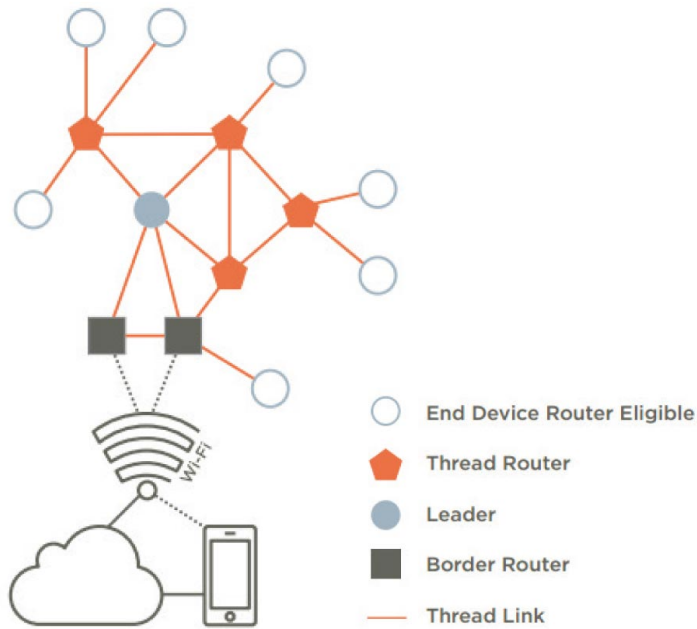 Wi-Fi
End Device Router Eligible
Thread Router
Leader
Border Router
Thread Link